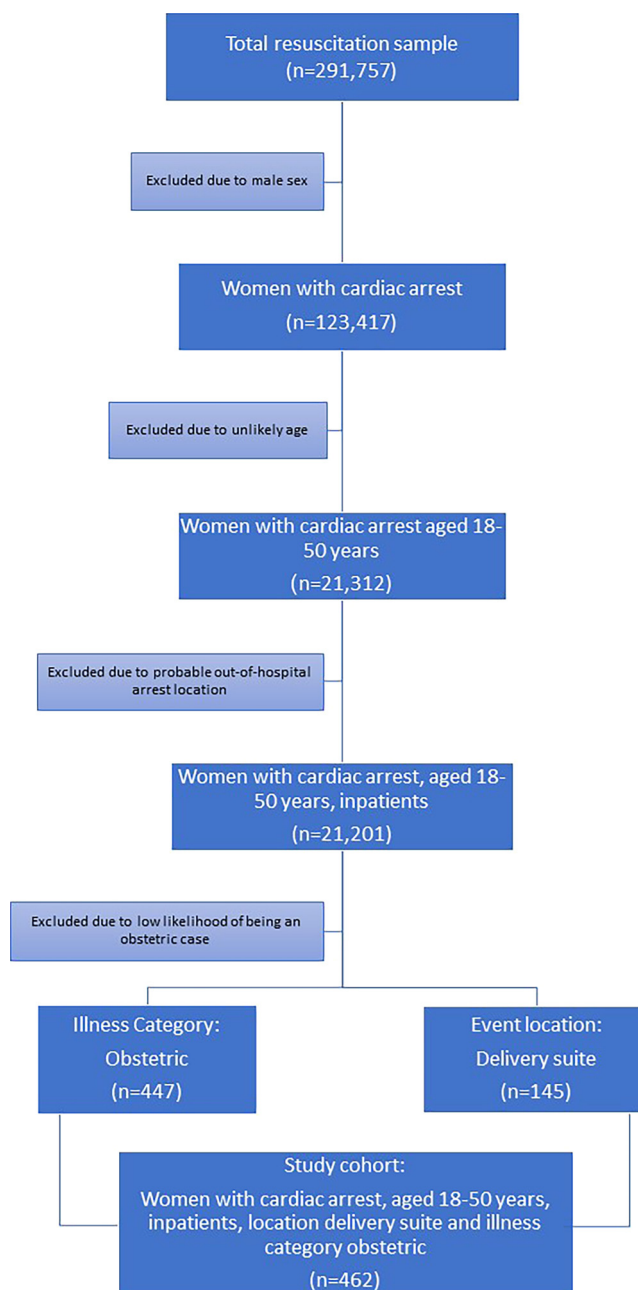 Total resuscitation sample
(n=291,757)
Excluded due to male sex
Women with cardiac arrest
(n=123,417)
Excluded due to unlikely age
Women with cardiac arrest aged 18-
50 years
(n=21,312)
Excluded due to probable out-of-hospital
arrest location
Women with cardiac arrest, aged 18-
50 years, inpatients
(n=21,201)
Excluded due to low likelihood of being an
obstetric case
Illness Category:
Obstetric
(n=447)
Event location:
Delivery suite
(n=145)
Study cohort:
Women with cardiac arrest, aged 18-50 years,
inpatients, location delivery suite and illness
category obstetric
(n=462)